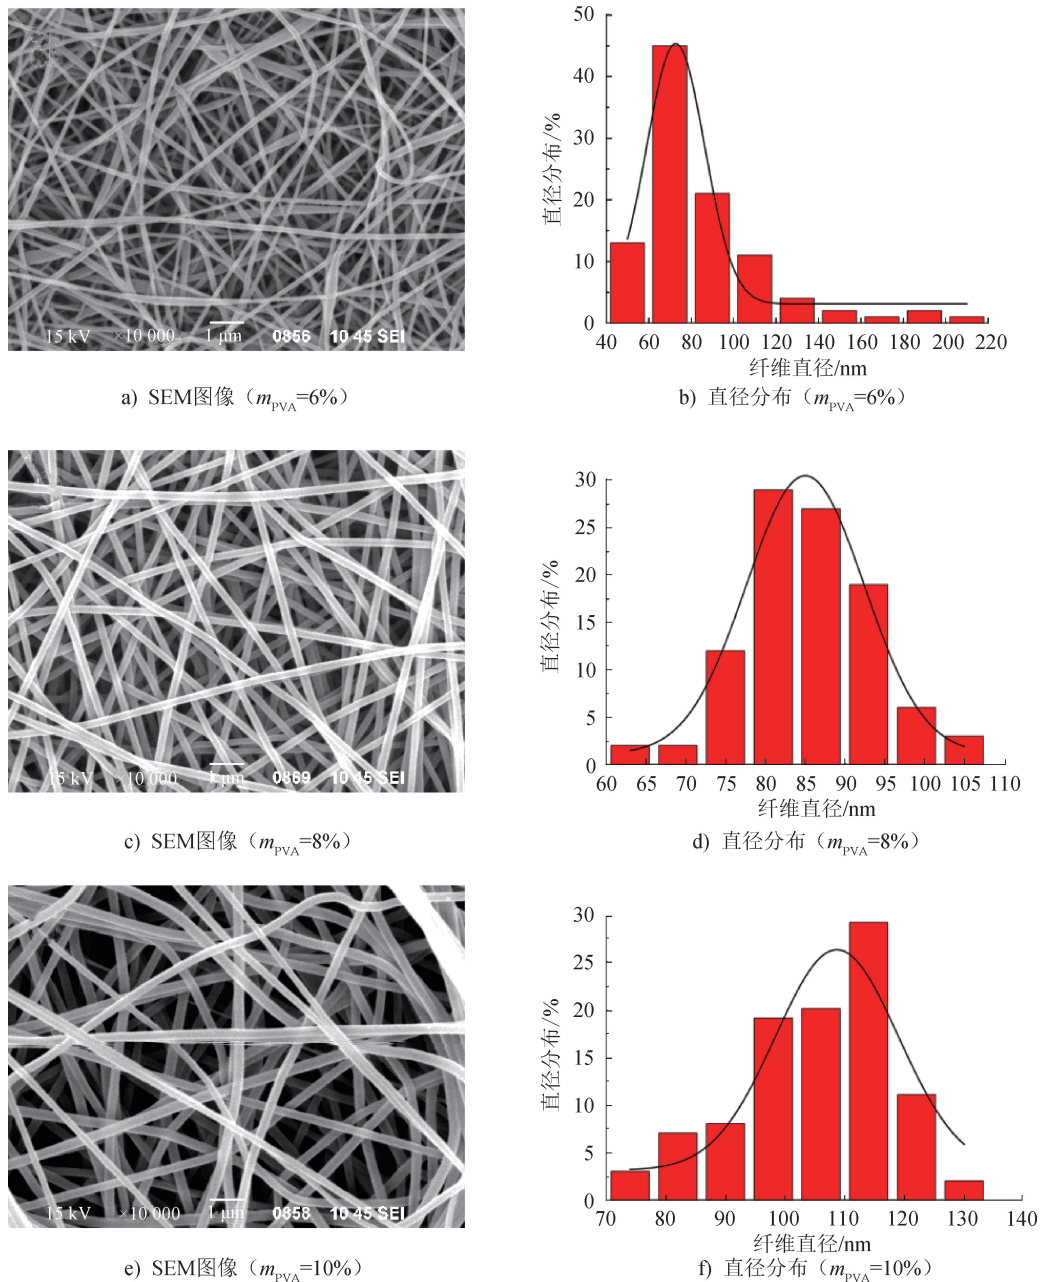 15 kV ×10 000 1 μm 0856 10 45 SEI
50
40
30
20
10
0
直径分布/%
40 60 80 100 120 140 160 180 200 220
纤维直径/nm
a) SEM图像（mPVA=6%）
b) 直径分布（mPVA=6%）
15 kV ×10 000 1 μm 0869 10 45 SEI
30
25
20
15
10
5
0
直径分布/%
60 65 70 75 80 85 90 95 100 105 110
纤维直径/nm
c) SEM图像（mPVA=8%）
d) 直径分布（mPVA=8%）
15 kV ×10 000 1 μm 0858 10 45 SEI
30
25
20
15
10
5
0
直径分布/%
70 80 90 100 110 120 130 140
纤维直径/nm
e) SEM图像（mPVA=10%）
f) 直径分布（mPVA=10%）